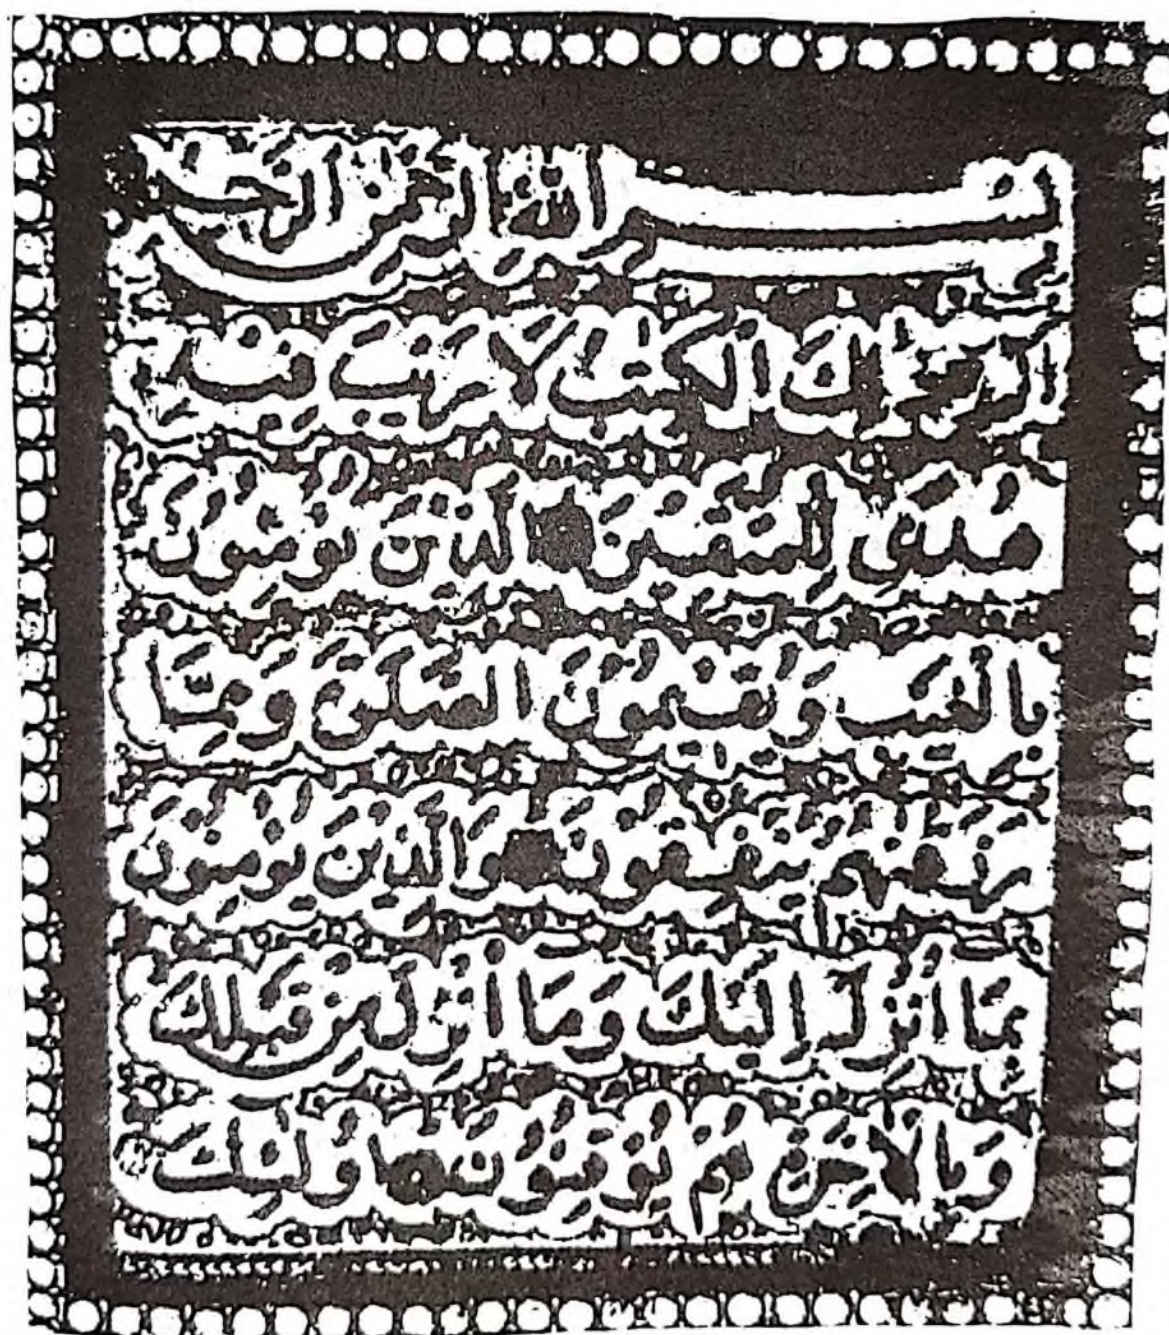 بسم الله الرحمن الرحيم
الم ذلك الكتب لا ريب فيه
هدى للمتقين الذين يؤمنون
بالغيب ويقيمون الصلوة ومما
رزقنهم ينفقون والذين يؤمنون
بما انزل اليك وما انزل من قبلك
وبالاخرة هم يوقنون اولئك